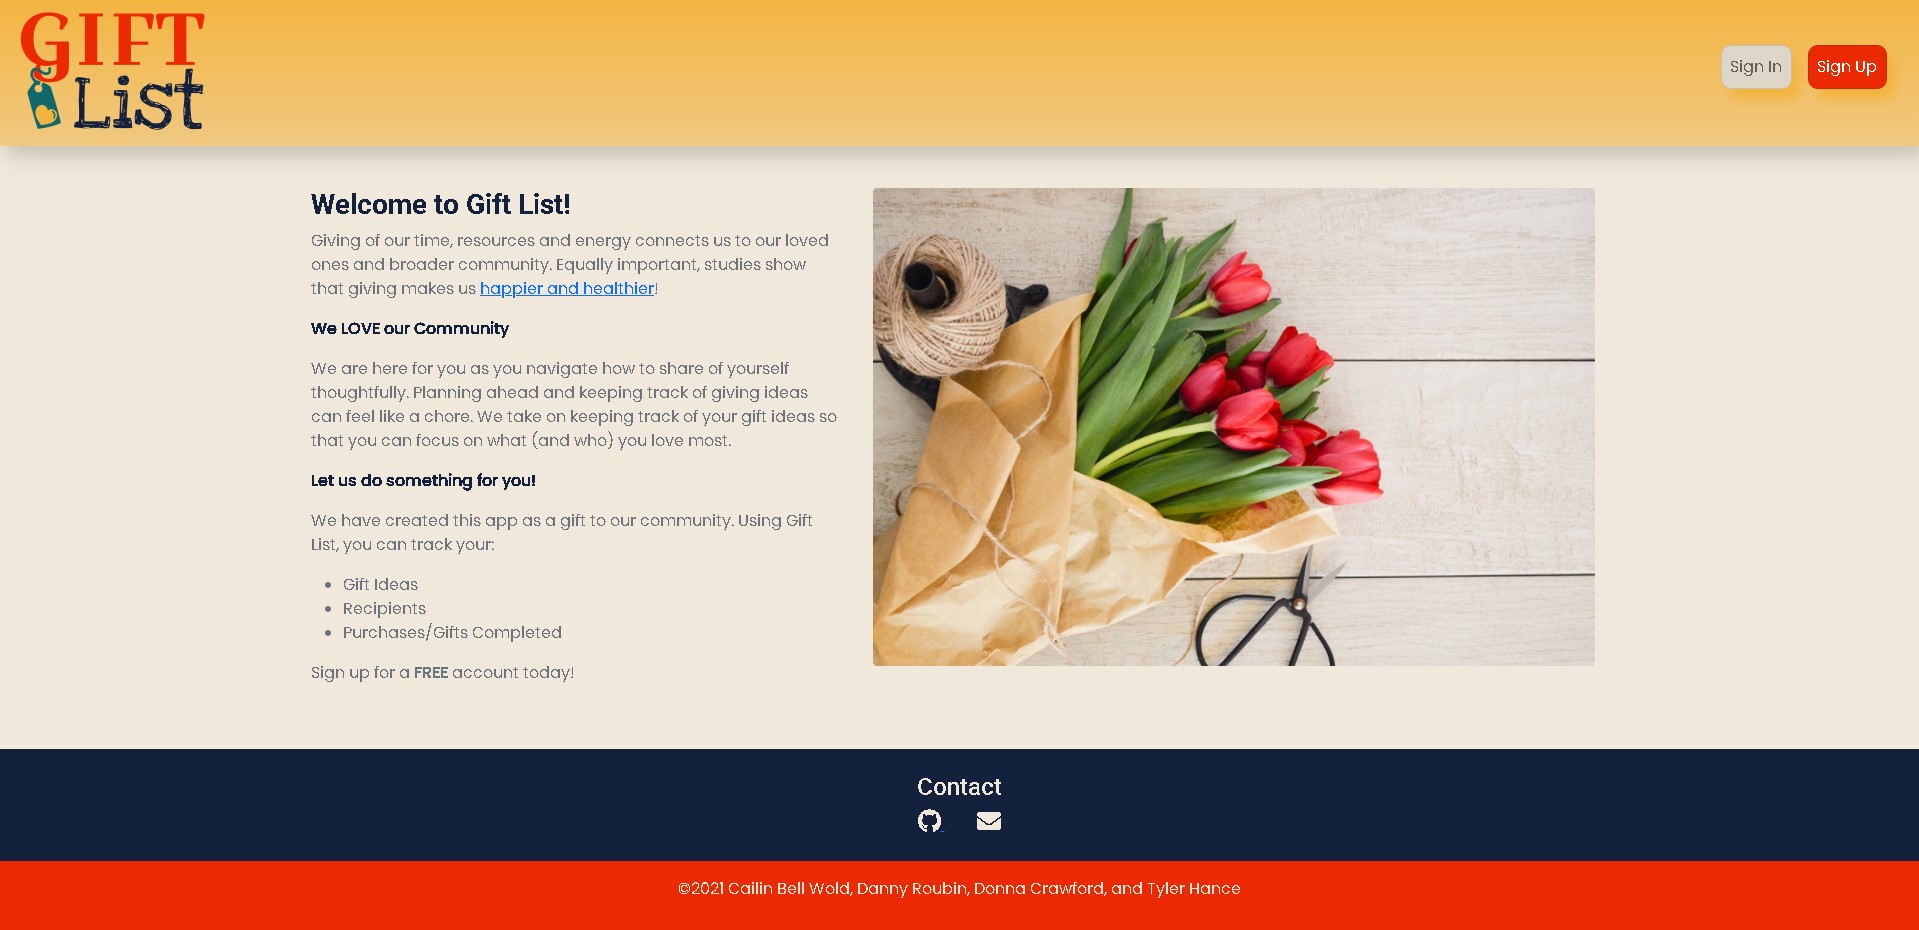 GIFT
List
Sign In
Sign Up
Welcome to Gift List!
Giving of our time, resources and energy connects us to our loved
ones and broader community. Equally important, studies show
that giving makes us happier and healthier!
We LOVE our Community
We are here for you as you navigate how to share of yourself
thoughtfully. Planning ahead and keeping track of giving ideas
can feel like a chore. We take on keeping track of your gift ideas so
that you can focus on what (and who) you love most.
Let us do something for you!
We have created this app as a gift to our community. Using Gift
List, you can track your:
• Gift Ideas
• Recipients
• Purchases/Gifts Completed
Sign up for a FREE account today!
Contact
©2021 Cailin Bell Wold, Danny Roubin, Donna Crawford, and Tyler Hance